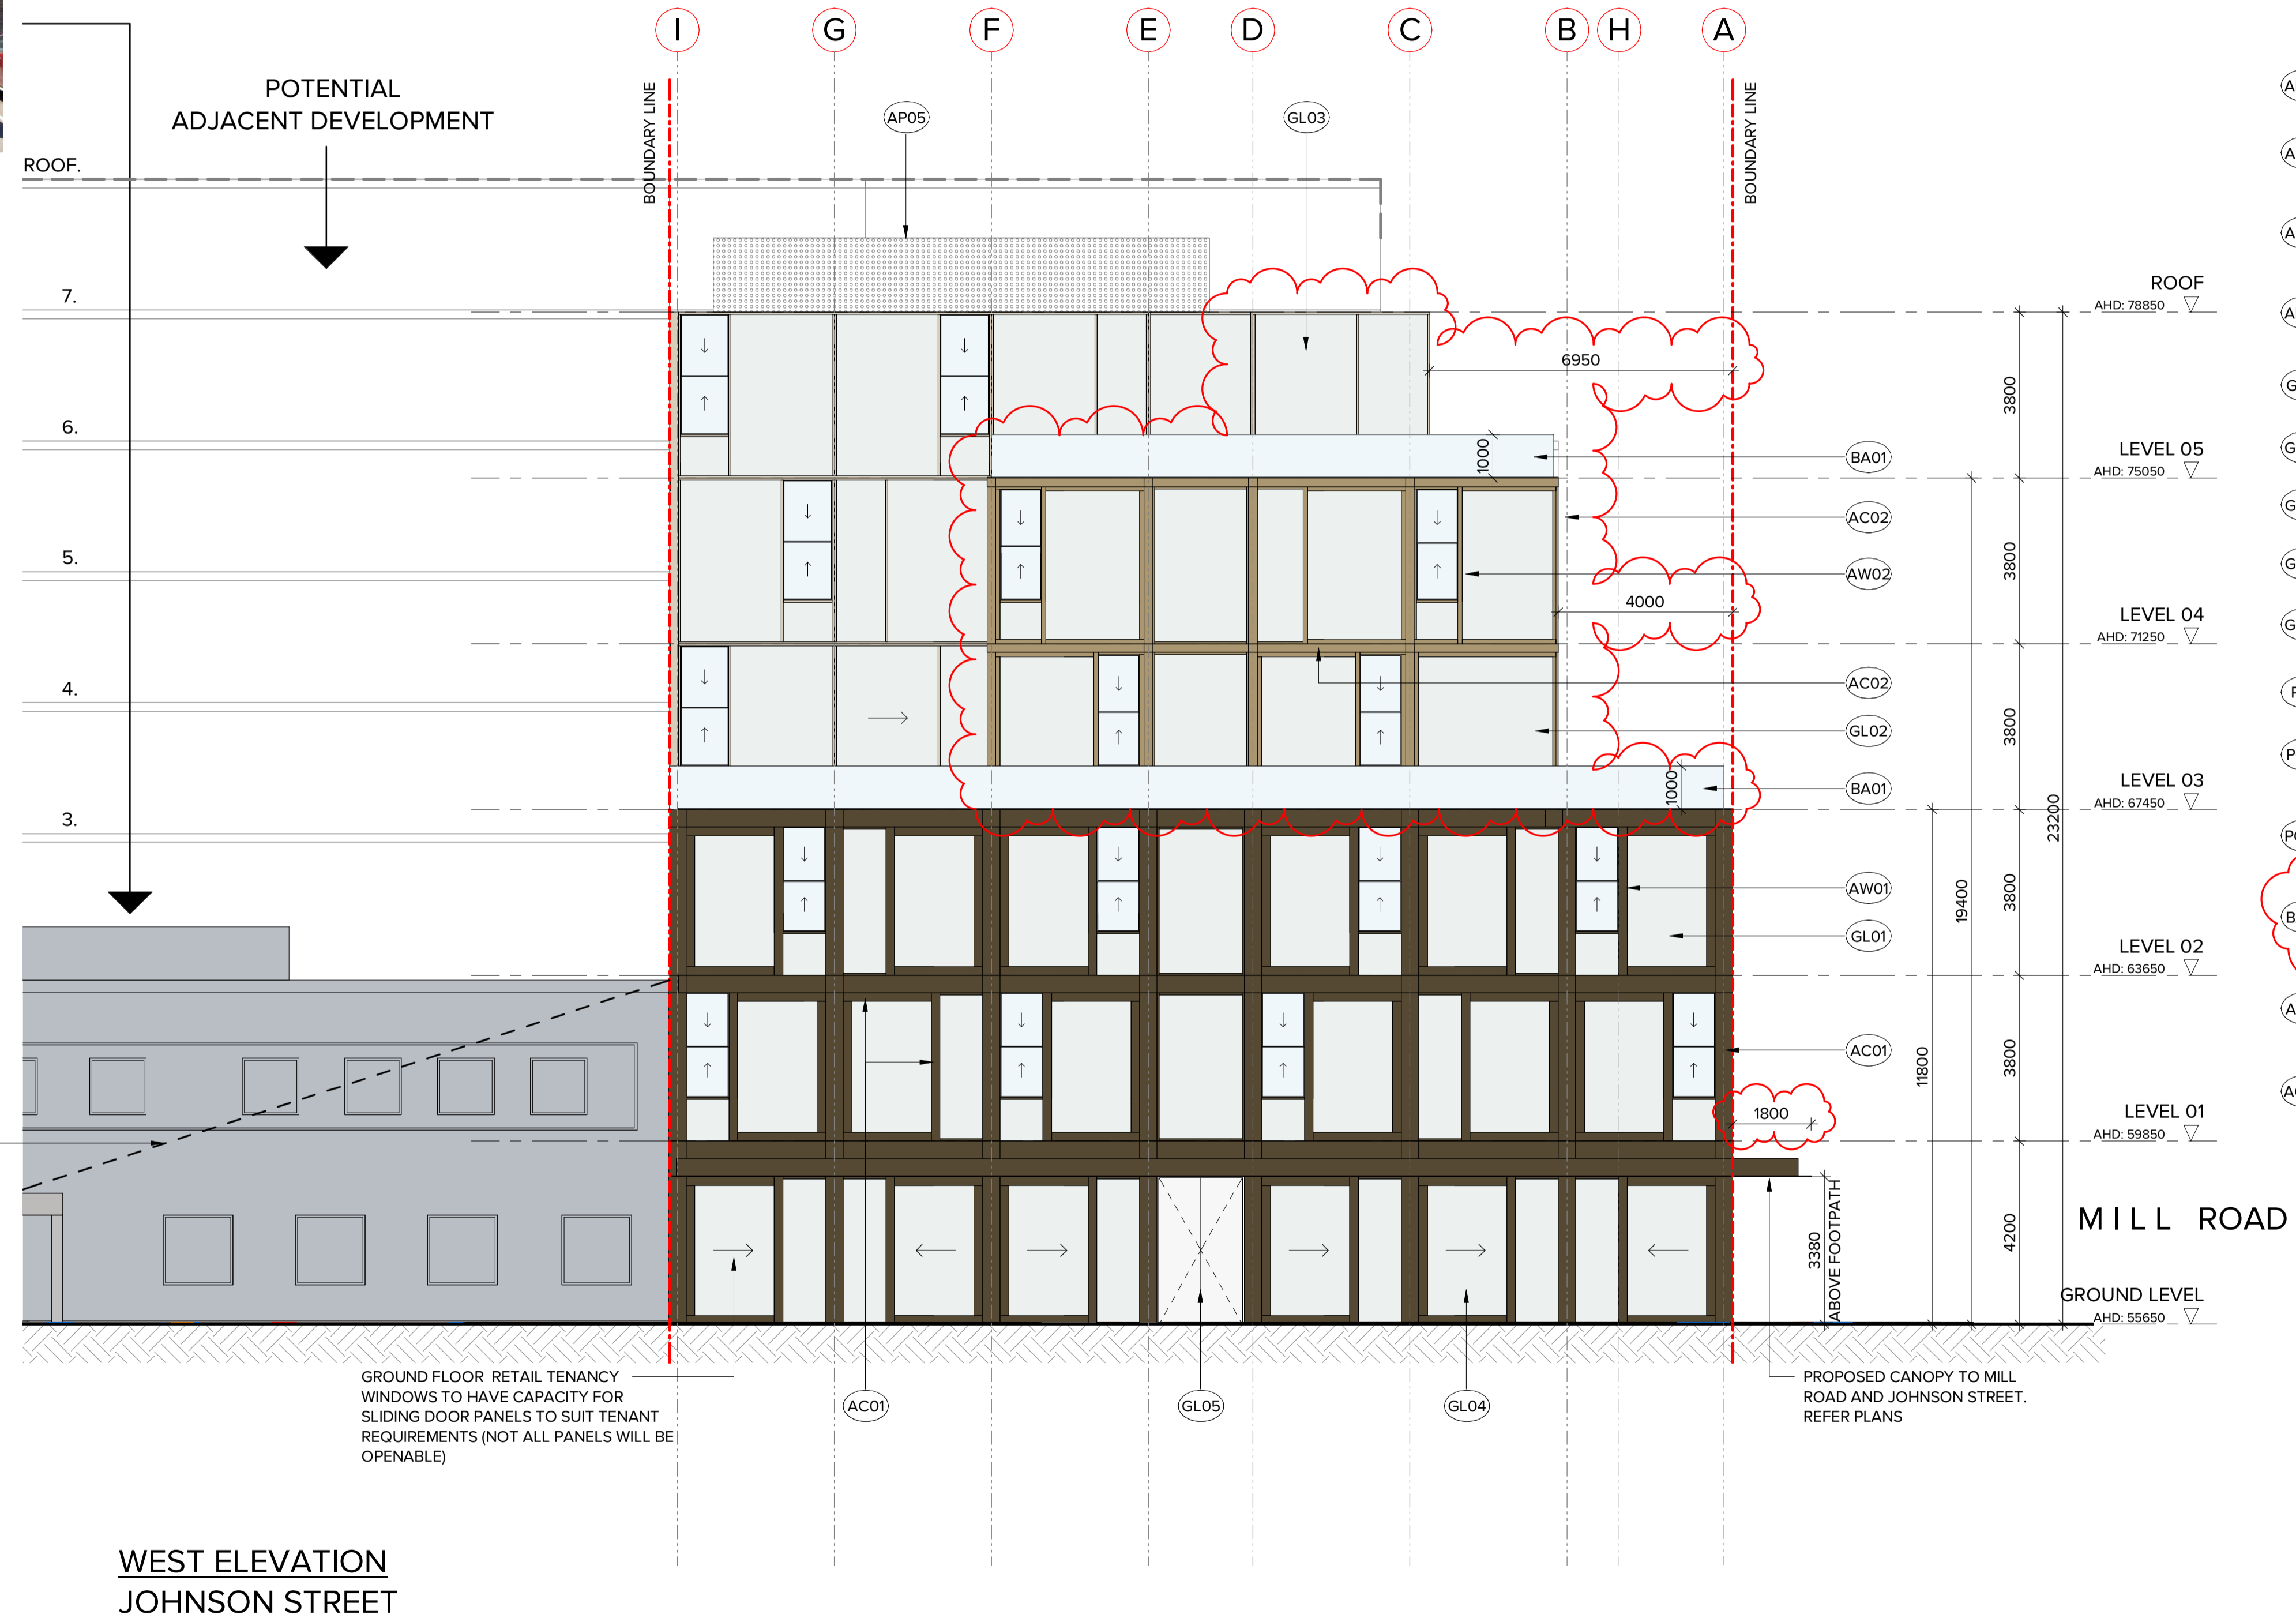 I G F E D C B H A
POTENTIAL
ADJACENT DEVELOPMENT
BOUNDARY LINE
BOUNDARY LINE
AP05
GL03
ROOF.
7.
6.
5.
4.
3.
ROOF
AHD: 78850
6950
3800
1000
BA01
LEVEL 05
AHD: 75050
AC02
AW02
3800
4000
LEVEL 04
AHD: 71250
AC02
GL02
3800
1000
BA01
LEVEL 03
AHD: 67450
23200
AW01
19400
3800
GL01
LEVEL 02
AHD: 63650
AC01
11800
3800
1800
LEVEL 01
AHD: 59850
3380
ABOVE FOOTPATH
4200
MILL ROAD
GROUND LEVEL
AHD: 55650
GROUND FLOOR RETAIL TENANCY
WINDOWS TO HAVE CAPACITY FOR
SLIDING DOOR PANELS TO SUIT TENANT
REQUIREMENTS (NOT ALL PANELS WILL BE
OPENABLE)
AC01
GL05
GL04
PROPOSED CANOPY TO MILL
ROAD AND JOHNSON STREET.
REFER PLANS
WEST ELEVATION
JOHNSON STREET